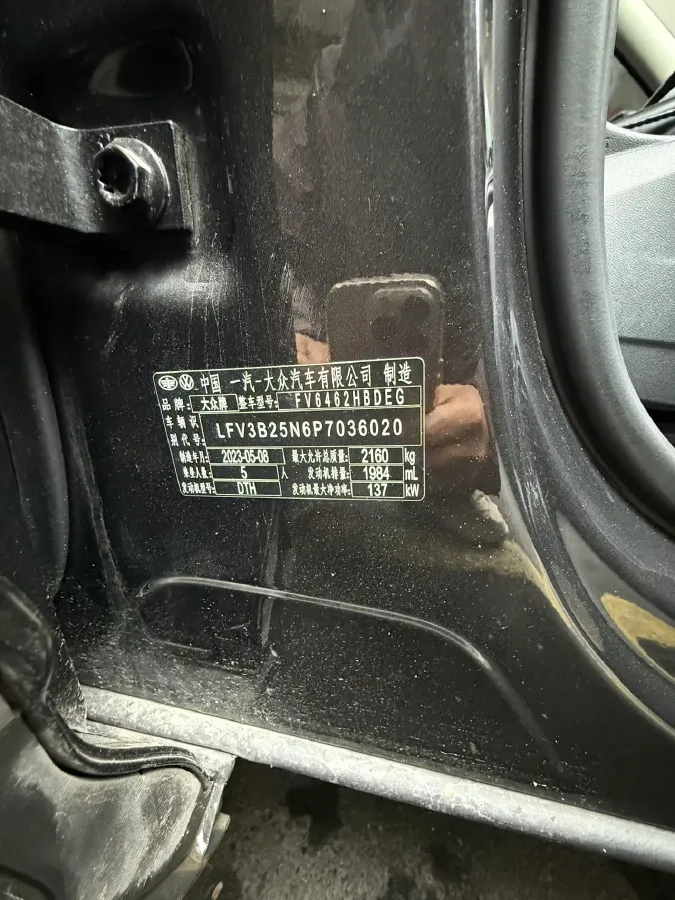 中国 一汽-大众汽车有限公司 制造
品牌: 大众牌 整车型号: FV6462HBDEG
车辆识别代号: LFV3B25N6P7036020
制造年月: 2023-05-08 最大允许总质量: 2160 kg
乘坐人数: 5 人 发动机排量: 1984 mL
发动机型号: DTH 发动机最大净功率: 137 kW